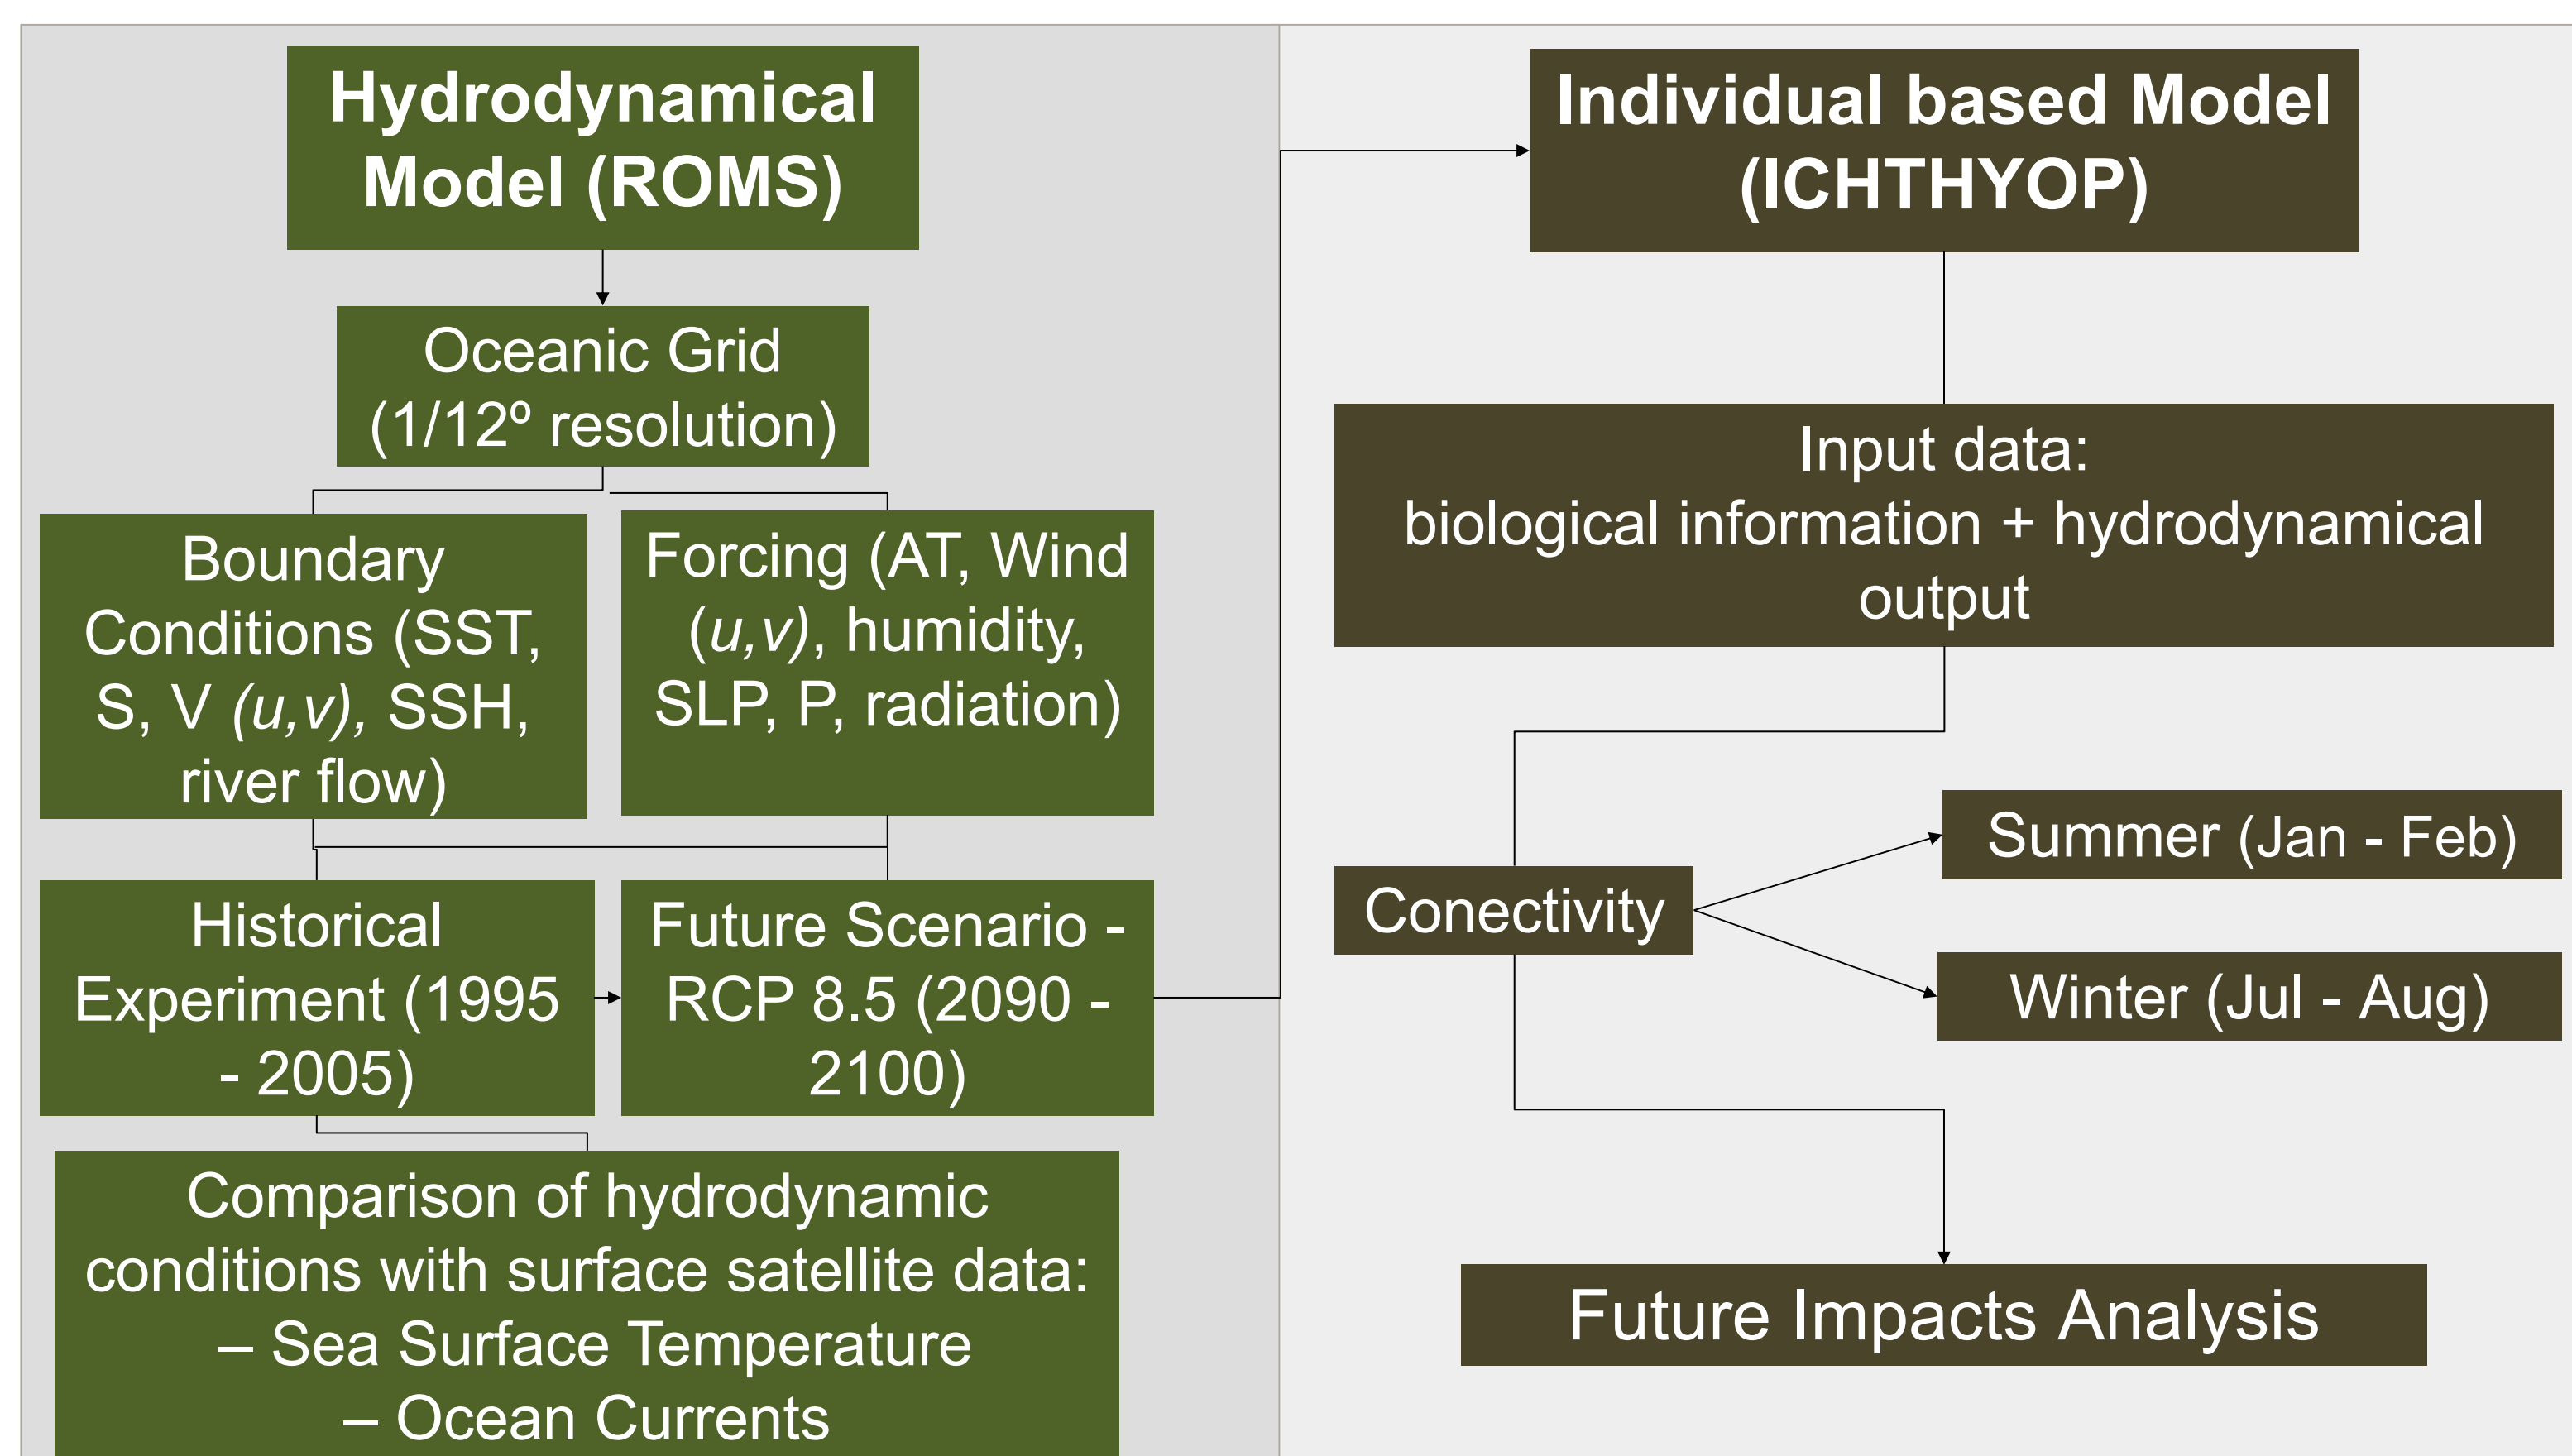 Hydrodynamical
Model (ROMS)
Oceanic Grid
(1/12º resolution)
Boundary
Conditions (SST,
S, V (u,v), SSH,
river flow)
Forcing (AT, Wind
(u,v), humidity,
SLP, P, radiation)
Historical
Experiment (1995
- 2005)
Future Scenario -
RCP 8.5 (2090 -
2100)
Comparison of hydrodynamic
conditions with surface satellite data:
– Sea Surface Temperature
– Ocean Currents
Individual based Model
(ICHTHYOP)
Input data:
biological information + hydrodynamical
output
Conectivity
Summer (Jan - Feb)
Winter (Jul - Aug)
Future Impacts Analysis